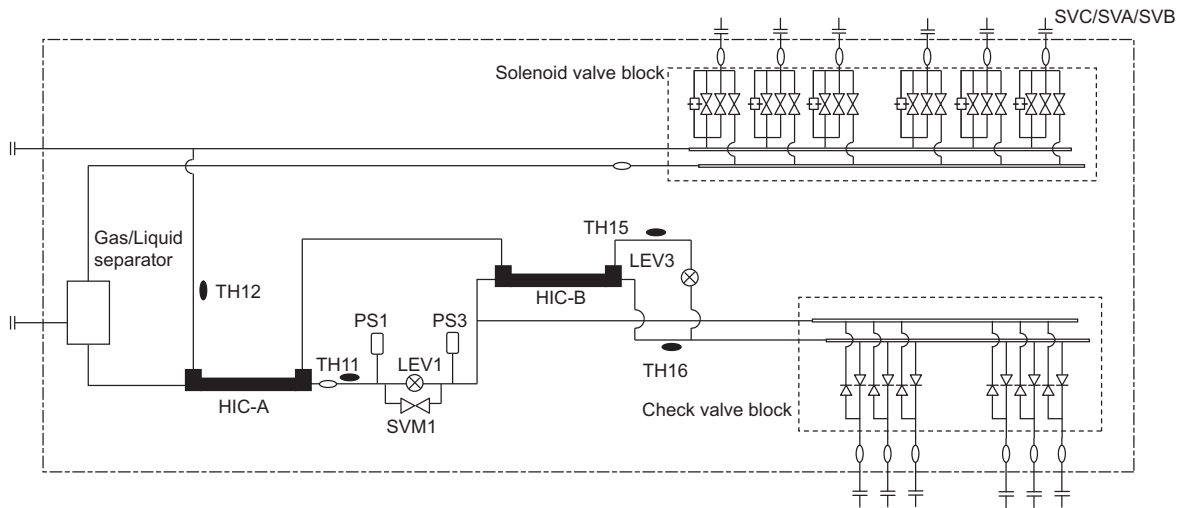 SVC/SVA/SVB
Solenoid valve block
Gas/Liquid
separator
TH12
TH15
LEV3
HIC-B
PS1
PS3
TH11
LEV1
TH16
HIC-A
SVM1
Check valve block